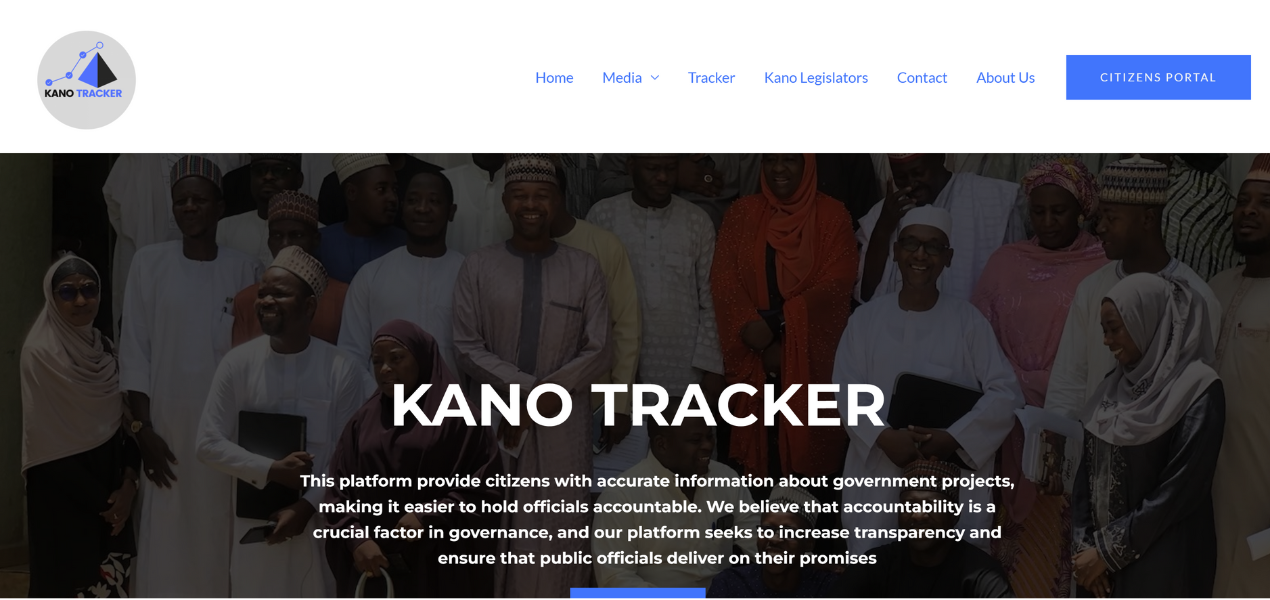 KANO TRACKER
Home Media Tracker Kano Legislators Contact About Us CITIZENS PORTAL
KANO TRACKER
This platform provide citizens with accurate information about government projects,
making it easier to hold officials accountable. We believe that accountability is a
crucial factor in governance, and our platform seeks to increase transparency and
ensure that public officials deliver on their promises